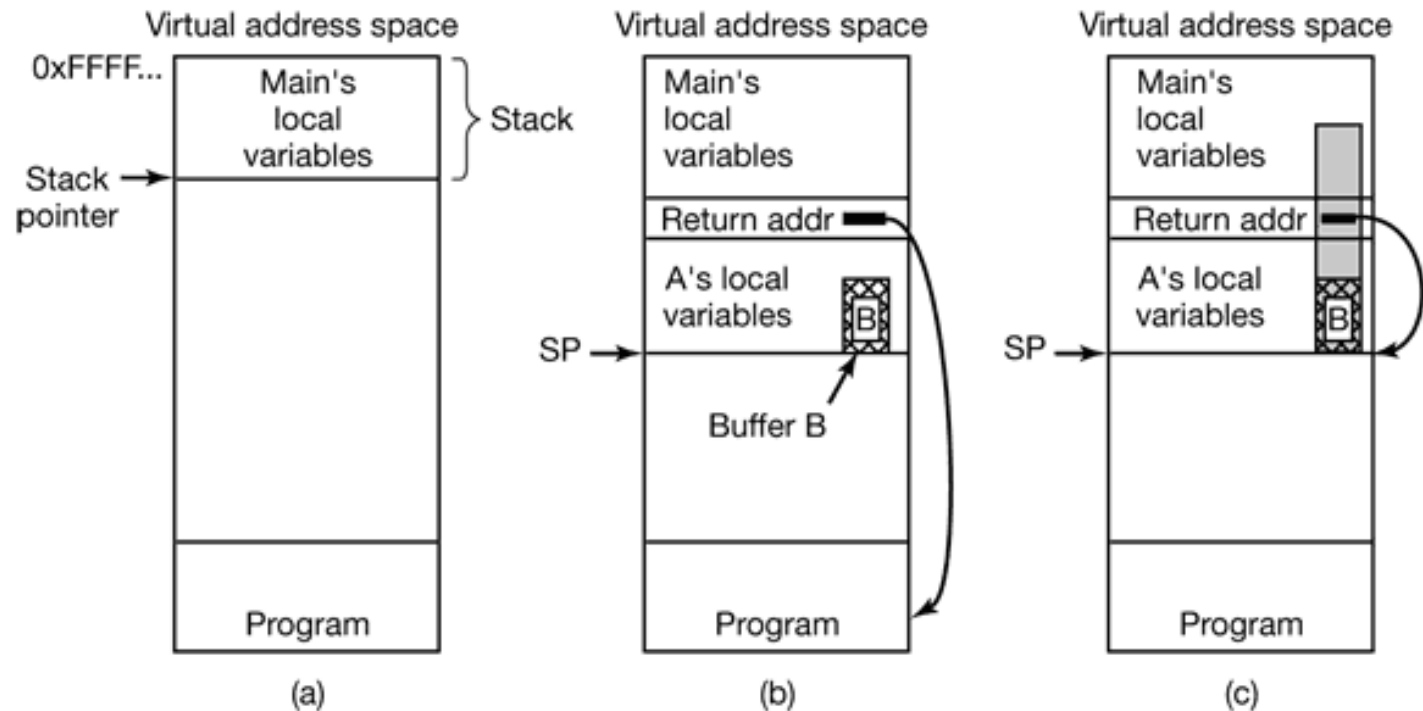 Virtual address space
0xFFFF...
Main's
local
variables
Stack
Stack
pointer
Program
(a)
Virtual address space
Main's
local
variables
Return addr
A's local
variables
B
SP
Buffer B
Program
(b)
Virtual address space
Main's
local
variables
Return addr
A's local
variables
B
SP
Program
(c)